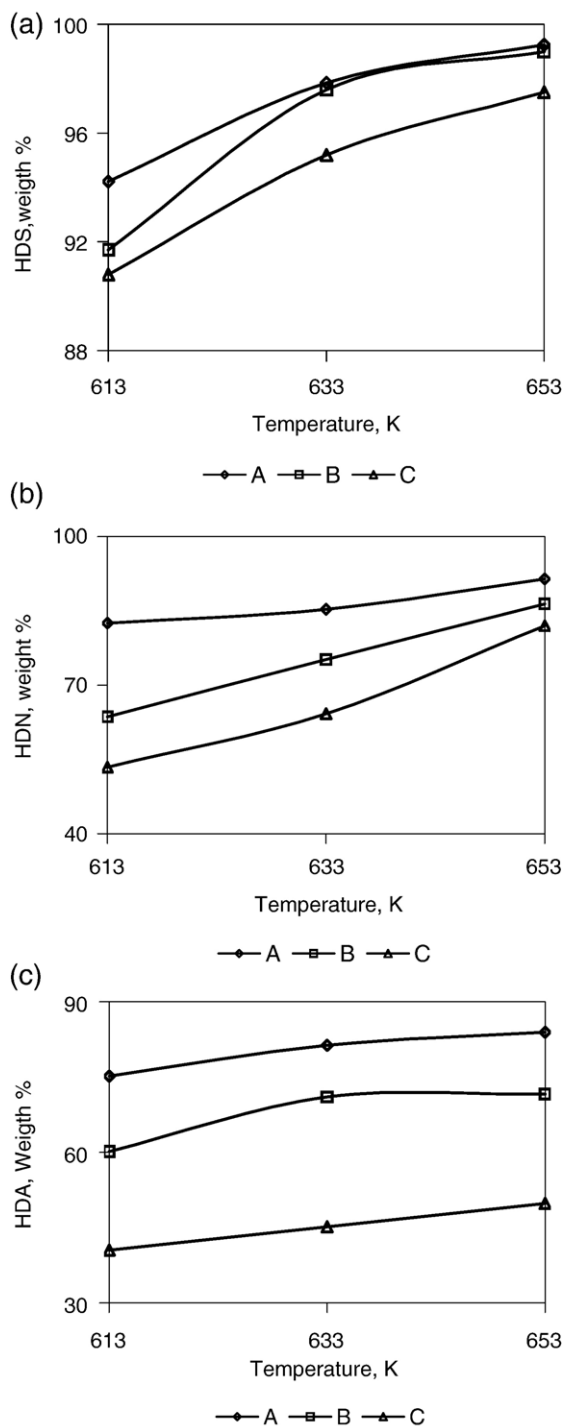 (a)
100
96
92
88
HDS,weigth %
613 633 653
Temperature, K
A B C
(b)
100
70
40
HDN, weight %
613 633 653
Temperature, K
A B C
(c)
90
60
30
HDA, Weigth %
613 633 653
Temperature, K
A B C